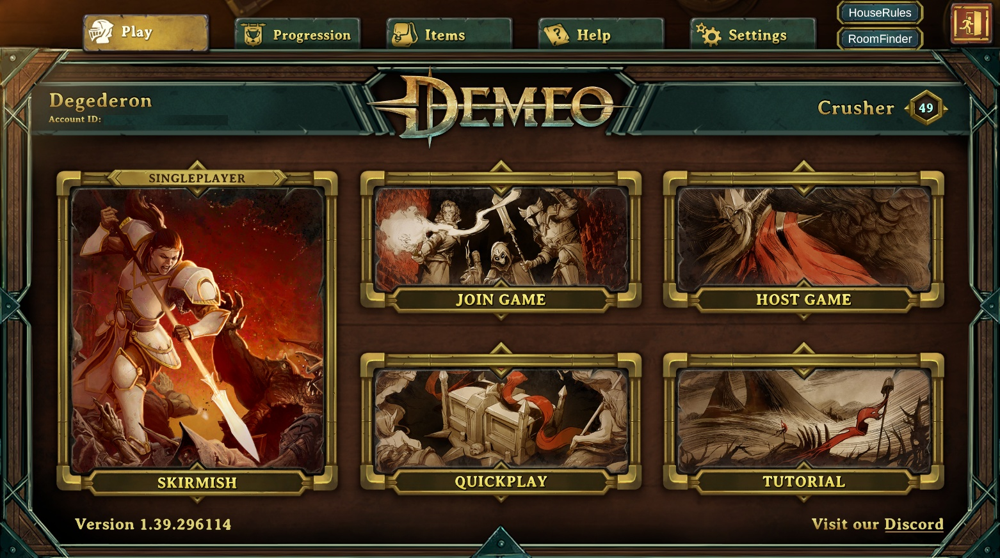 Play
Progression
Items
Help
Settings
HouseRules
RoomFinder
Degederon
Account ID:
DEMEO
Crusher
49
SINGLEPLAYER
SKIRMISH
JOIN GAME
HOST GAME
QUICKPLAY
TUTORIAL
Version 1.39.296114
Visit our Discord